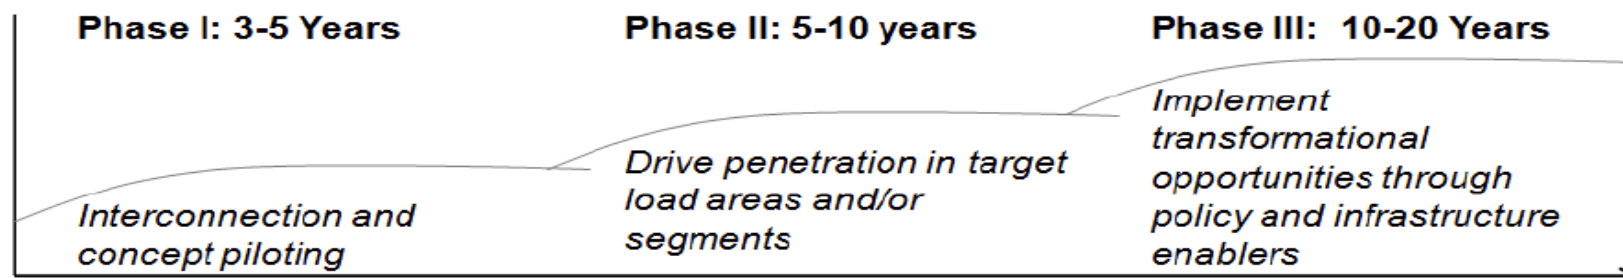 Phase I: 3-5 Years
Interconnection and
concept piloting
Phase II: 5-10 years
Drive penetration in target
load areas and/or
segments
Phase III: 10-20 Years
Implement
transformational
opportunities through
policy and infrastructure
enablers